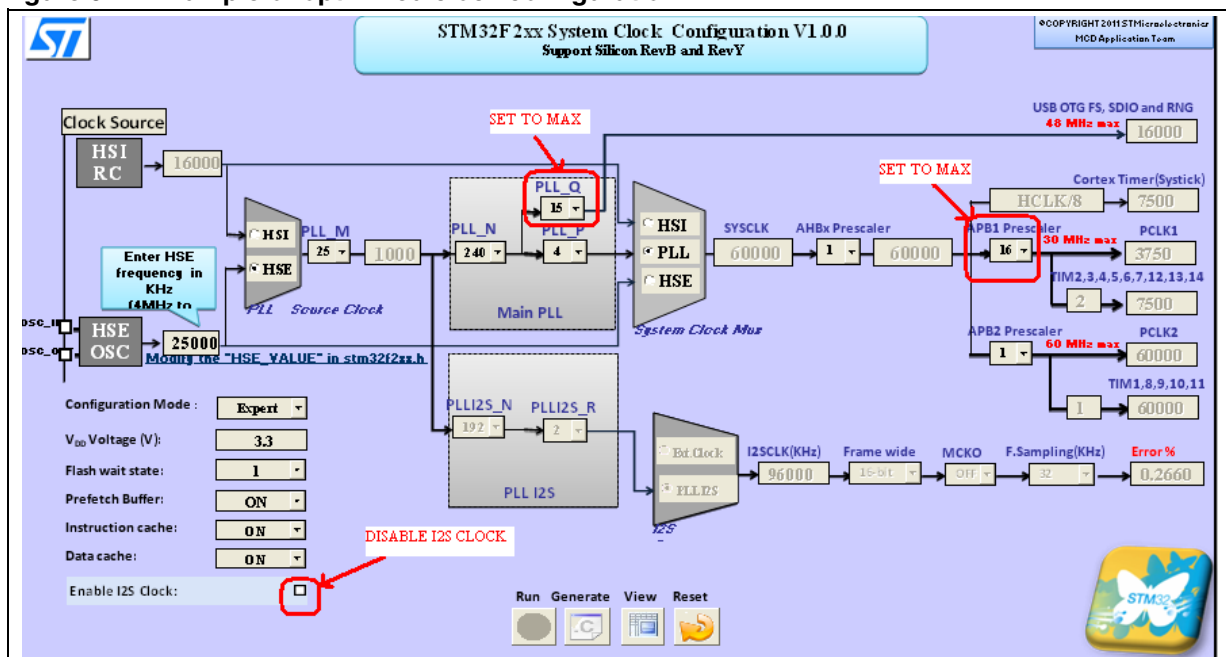 STM32F2xx System Clock Configuration V1.0.0
Support Silicon RevB and RevY
©COPYRIGHT 2011 STMicroelectronics
MCD Application Team
ST
Clock Source
HSI
RC
16000
SET TO MAX
USB OTG FS, SDIO and RNG
48 MHz max
16000
PLL_Q
15
SET TO MAX
Cortex Timer(Systick)
HCLK/8
7500
HSI
HSE
PLL_M
25
1000
PLL_N
240
PLL_P
4
Main PLL
HSI
PLL
HSE
SYSCLK
60000
AHBx Prescaler
1
60000
APB1 Prescaler
16
30 MHz max
PCLK1
3750
TIM2,3,4,5,6,7,12,13,14
2
7500
Enter HSE
frequency in
KHz
(4MHz to
PLL Source Clock
System Clock Mux
HSE
OSC
25000
Modify the "HSE_VALUE" in stm32f2xx.h
APB2 Prescaler
1
60 MHz max
PCLK2
60000
TIM1,8,9,10,11
1
60000
Configuration Mode :
Expert
VDD Voltage (V):
3.3
Flash wait state:
1
Prefetch Buffer:
ON
Instruction cache:
ON
Data cache:
ON
Enable I2S Clock:
DISABLE I2S CLOCK
PLLI2S_N
192
PLLI2S_R
2
PLL I2S
Ext.Clock
PLLI2S
I2S
I2SCLK(KHz)
96000
Frame wide
16-bit
MCKO
OFF
F.Sampling(KHz)
32
Error %
0,2660
Run Generate View Reset
.C
STM32